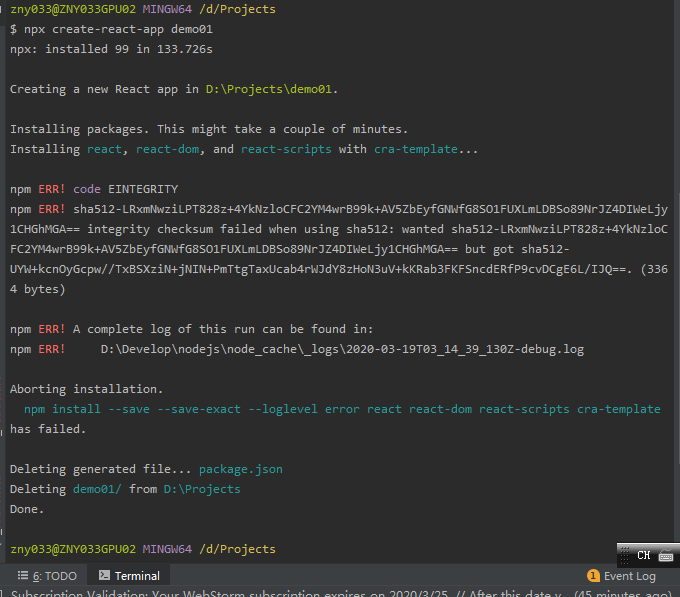 zny033@ZNY033GPU02 MINGW64 /d/Projects
$ npx create-react-app demo01
npx: installed 99 in 133.726s
Creating a new React app in D:\Projects\demo01.
Installing packages. This might take a couple of minutes.
Installing react, react-dom, and react-scripts with cra-template...
npm ERR! code EINTEGRITY
npm ERR! sha512-LRxmNwziLPT828z+4YkNzloCFC2YM4wrB99k+AV5ZbEyfGNWfG8SO1FUXLmLDBSo89NrJZ4DIWeLjy
1CHGhMGA== integrity checksum failed when using sha512: wanted sha512-LRxmNwziLPT828z+4YkNzloC
FC2YM4wrB99k+AV5ZbEyfGNWfG8SO1FUXLmLDBSo89NrJZ4DIWeLjy1CHGhMGA== but got sha512-
UYW+kcnOyGcpw//TxBSXziN+jNIN+PmTtgTaxUcab4rWJdY8zHoN3uV+kKRab3FKFSncdERfP9cvDCgE6L/IJQ==. (336
4 bytes)
npm ERR! A complete log of this run can be found in:
npm ERR!     D:\Develop\nodejs\node_cache\_logs\2020-03-19T03_14_39_130Z-debug.log
Aborting installation.
  npm install --save --save-exact --loglevel error react react-dom react-scripts cra-template
has failed.
Deleting generated file... package.json
Deleting demo01/ from D:\Projects
Done.
zny033@ZNY033GPU02 MINGW64 /d/Projects
CH
6: TODO
Terminal
1 Event Log
Subscription Validation: Your WebStorm subscription expires on 2020/3/25. // After this date y... (45 minutes ago)